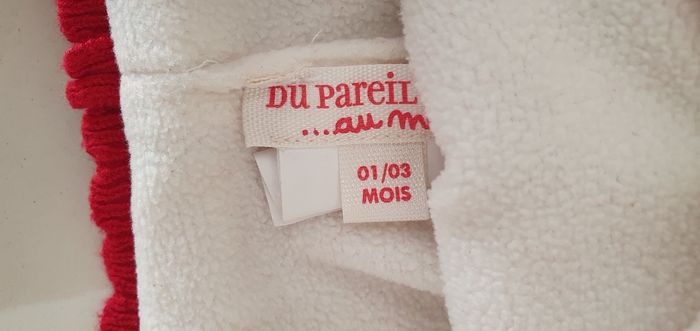 Du pareil
...au m
01/03
MOIS